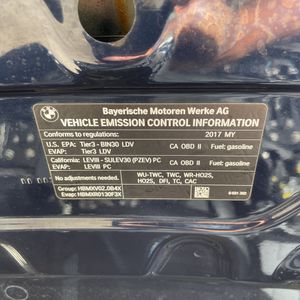 Bayerische Motoren Werke AG
VEHICLE EMISSION CONTROL INFORMATION
Conforms to regulations: 2017 MY
U.S. EPA: Tier3 - BIN30 LDV CA OBD II Fuel: gasoline
EVAP: Tier3 LDV
California: LEVIII - SULEV30 (PZEV) PC CA OBD II Fuel: gasoline
EVAP: LEVIII PC
No adjustments needed. WU-TWC, TWC, WR-HO2S,
HO2S, DFI, TC, CAC
Group: HBMXV02.0B4X
Evap: HBMXR0130F3X